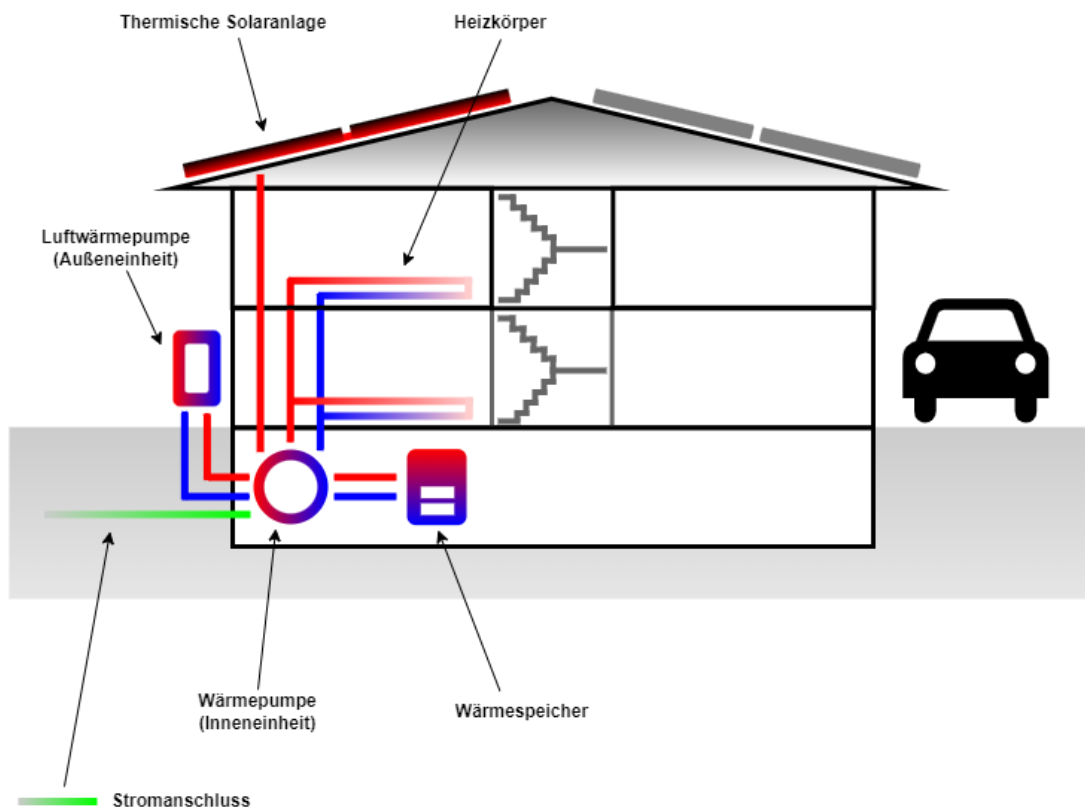 Thermische Solaranlage
Heizkörper
Luftwärmepumpe
(Außeneinheit)
Wärmepumpe
(Inneneinheit)
Wärmespeicher
Stromanschluss